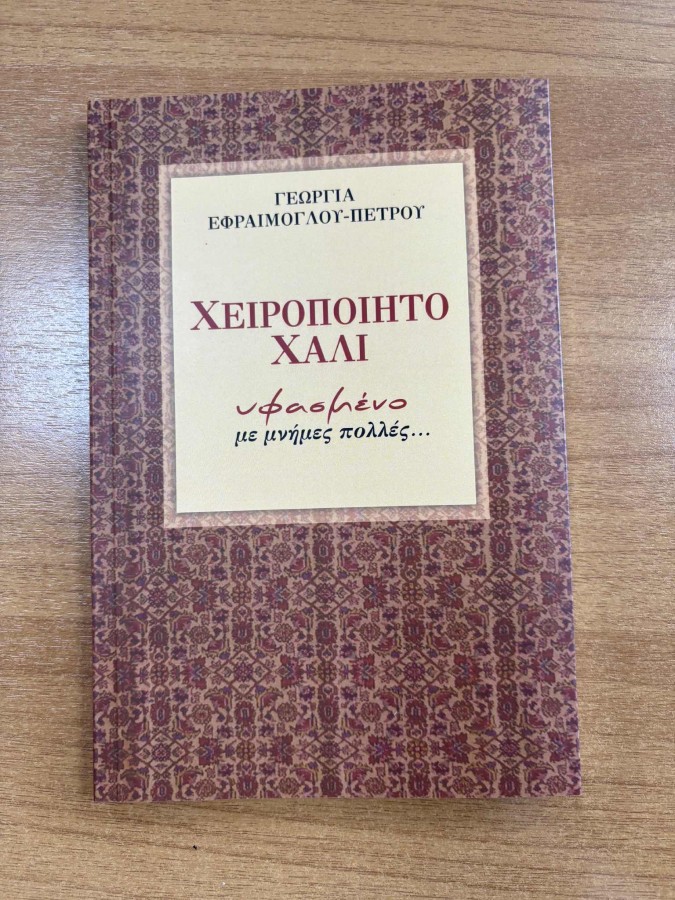 ΓΕΩΡΓΙΑ
ΕΦΡΑΙΜΟΓΛΟΥ-ΠΕΤΡΟΥ
ΧΕΙΡΟΠΟΙΗΤΟ
ΧΑΛΙ
υφασμένο
με μνήμες πολλές...